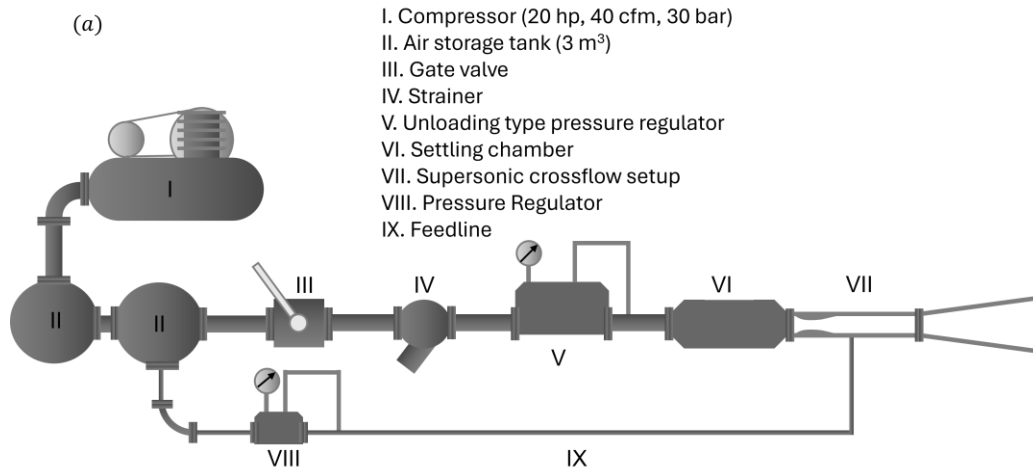 (a)
I. Compressor (20 hp, 40 cfm, 30 bar)
II. Air storage tank (3 m³)
III. Gate valve
IV. Strainer
V. Unloading type pressure regulator
VI. Settling chamber
VII. Supersonic crossflow setup
VIII. Pressure Regulator
IX. Feedline
I
II
II
III
IV
V
VI
VII
VIII
IX